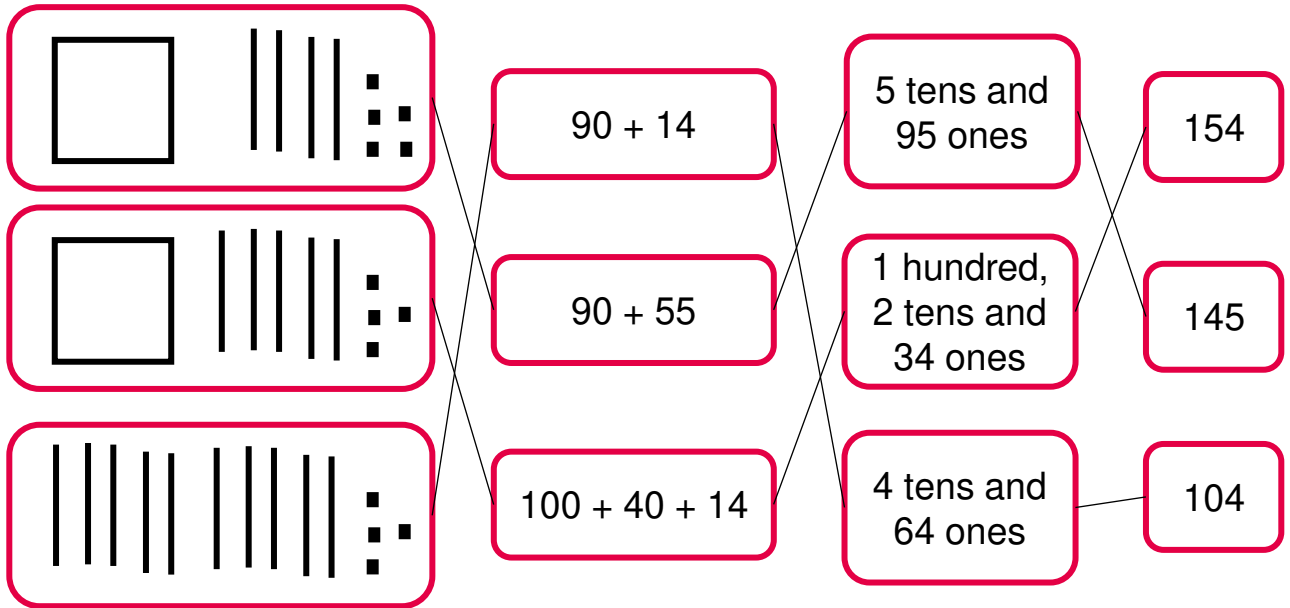 90 + 14
90 + 55
100 + 40 + 14
5 tens and
95 ones
1 hundred,
2 tens and
34 ones
4 tens and
64 ones
154
145
104